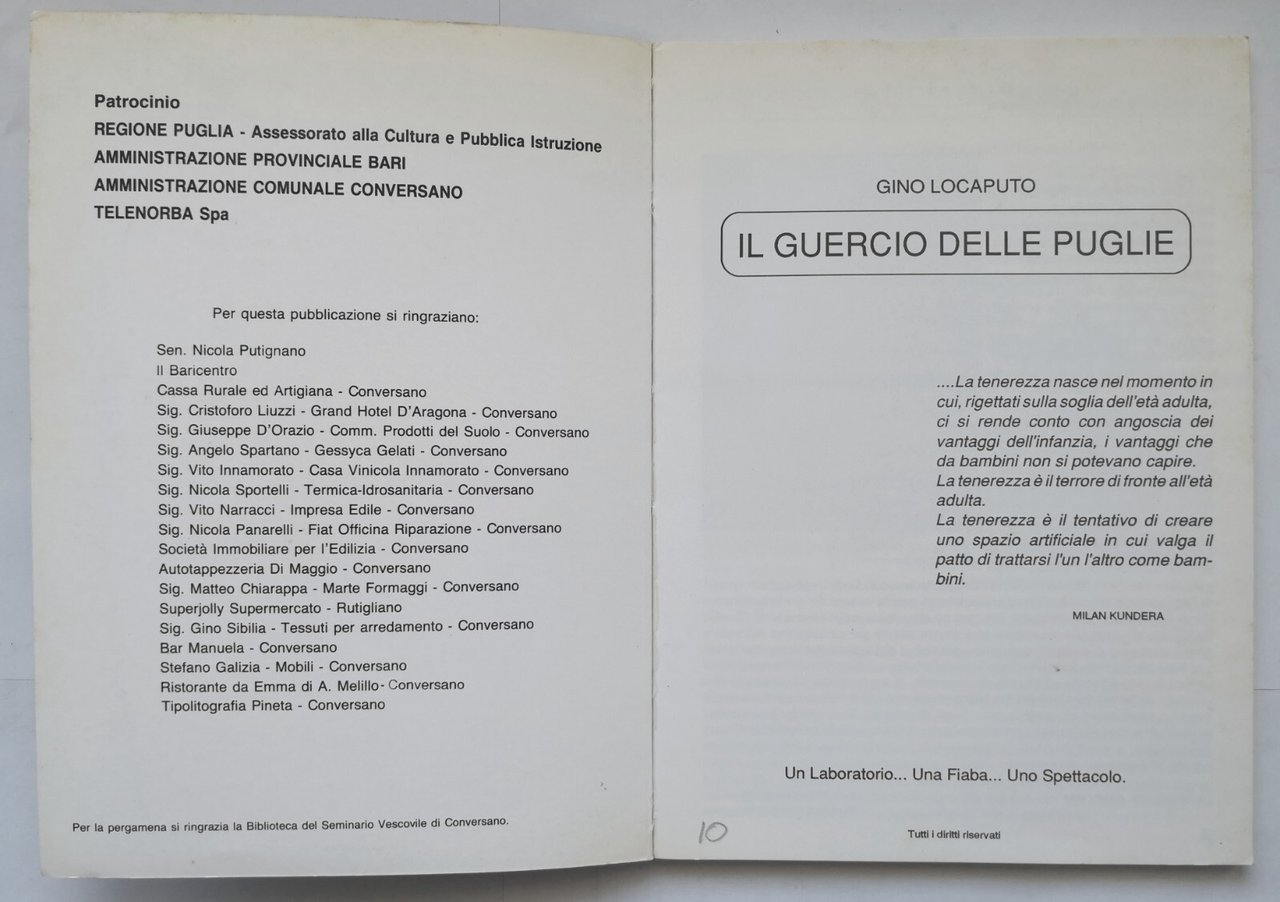 Patrocinio
REGIONE PUGLIA - Assessorato alla Cultura e Pubblica Istruzione
AMMINISTRAZIONE PROVINCIALE BARI
AMMINISTRAZIONE COMUNALE CONVERSANO
TELENORBA Spa
Per questa pubblicazione si ringraziano:
Sen. Nicola Putignano
Il Baricentro
Cassa Rurale ed Artigiana - Conversano
Sig. Cristoforo Liuzzi - Grand Hotel D'Aragona - Conversano
Sig. Giuseppe D'Orazio - Comm. Prodotti del Suolo - Conversano
Sig. Angelo Spartano - Gessyca Gelati - Conversano
Sig. Vito Innamorato - Casa Vinicola Innamorato - Conversano
Sig. Nicola Sportelli - Termica-Idrosanitaria - Conversano
Sig. Vito Narracci - Impresa Edile - Conversano
Sig. Nicola Panarelli - Fiat Officina Riparazione - Conversano
Società Immobiliare per l'Edilizia - Conversano
Autotappezzeria Di Maggio - Conversano
Sig. Matteo Chiarappa - Marte Formaggi - Conversano
Superjolly Supermercato - Rutigliano
Sig. Gino Sibilia - Tessuti per arredamento - Conversano
Bar Manuela - Conversano
Stefano Galizia - Mobili - Conversano
Ristorante da Emma di A. Melillo - Conversano
Tipolitografia Pineta - Conversano
Per la pergamena si ringrazia la Biblioteca del Seminario Vescovile di Conversano.
GINO LOCAPUTO
IL GUERCIO DELLE PUGLIE
....La tenerezza nasce nel momento in
cui, rigettati sulla soglia dell'età adulta,
ci si rende conto con angoscia dei
vantaggi dell'infanzia, i vantaggi che
da bambini non si potevano capire.
La tenerezza è il terrore di fronte all'età
adulta.
La tenerezza è il tentativo di creare
uno spazio artificiale in cui valga il
patto di trattarsi l'un l'altro come bam-
bini.
MILAN KUNDERA
Un Laboratorio... Una Fiaba... Uno Spettacolo.
10
Tutti i diritti riservati